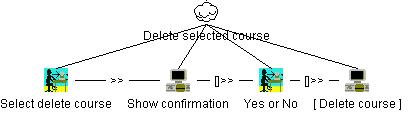 Delete selected course
>> []>> []>>
Select delete course Show confirmation Yes or No [ Delete course ]